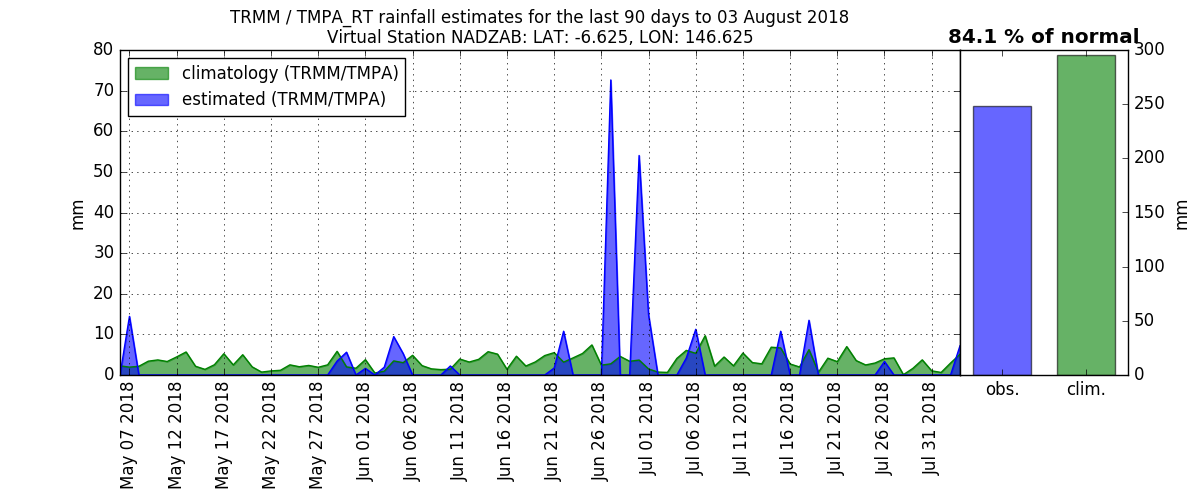 TRMM / TMPA_RT rainfall estimates for the last 90 days to 03 August 2018
Virtual Station NADZAB: LAT: -6.625, LON: 146.625
84.1 % of normal
climatology (TRMM/TMPA)
estimated (TRMM/TMPA)
mm
80
70
60
50
40
30
20
10
0
May 07 2018
May 12 2018
May 17 2018
May 22 2018
May 27 2018
Jun 01 2018
Jun 06 2018
Jun 11 2018
Jun 16 2018
Jun 21 2018
Jun 26 2018
Jul 01 2018
Jul 06 2018
Jul 11 2018
Jul 16 2018
Jul 21 2018
Jul 26 2018
Jul 31 2018
obs.
clim.
300
250
200
150
100
50
0
mm